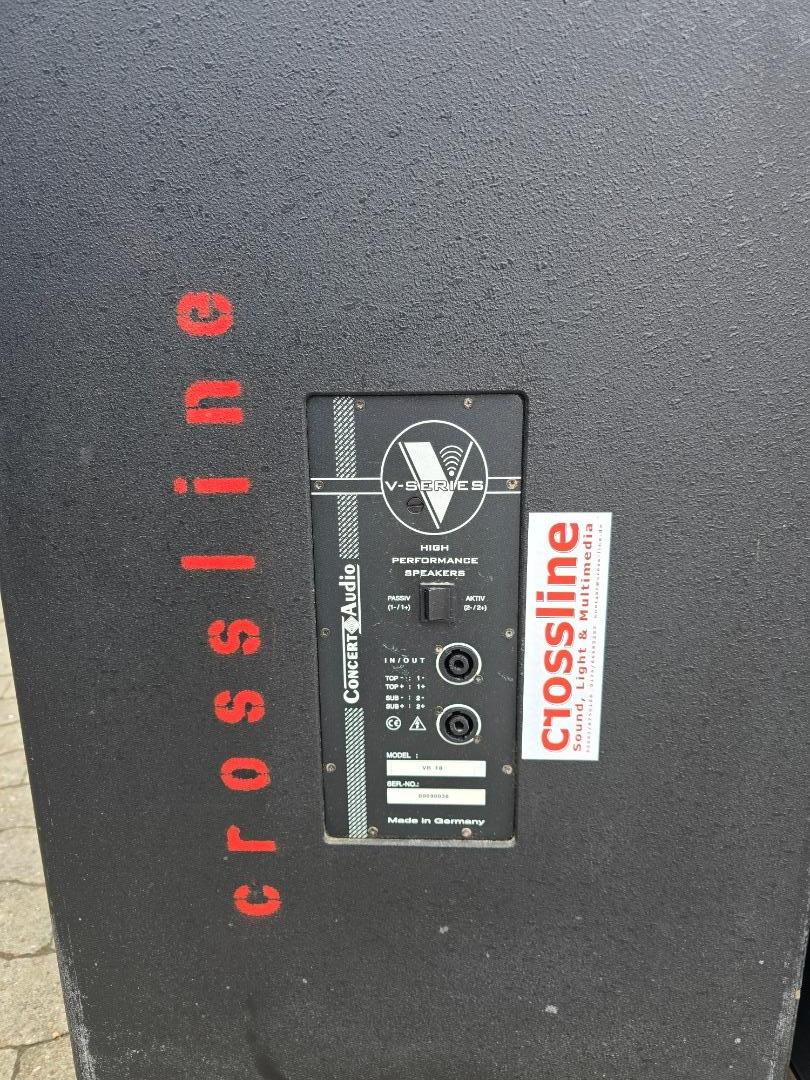 crossline
V-SERIES
HIGH
PERFORMANCE
SPEAKERS
PASSIV
(1-/1+)
AKTIV
(2-/2+)
CONCERT Audio
IN/OUT
TOP - : 1-
TOP + : 1+
SUB - : 2-
SUB + : 2+
CE
MODEL :
SER.-NO.:
Made in Germany
crossline
Sound, Light & Multimedia